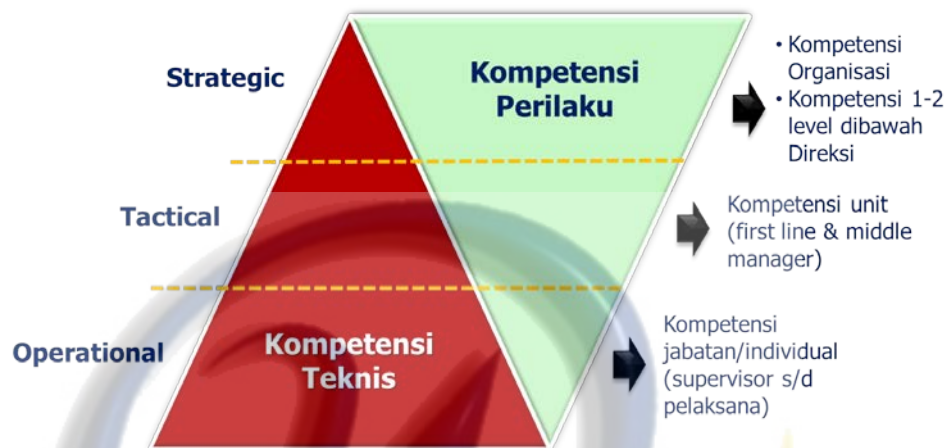 Strategic
Kompetensi
Perilaku
• Kompetensi
Organisasi
• Kompetensi 1-2
level dibawah
Direksi
Tactical
Kompetensi unit
(first line & middle
manager)
Operational
Kompetensi
Teknis
Kompetensi
jabatan/individual
(supervisor s/d
pelaksana)